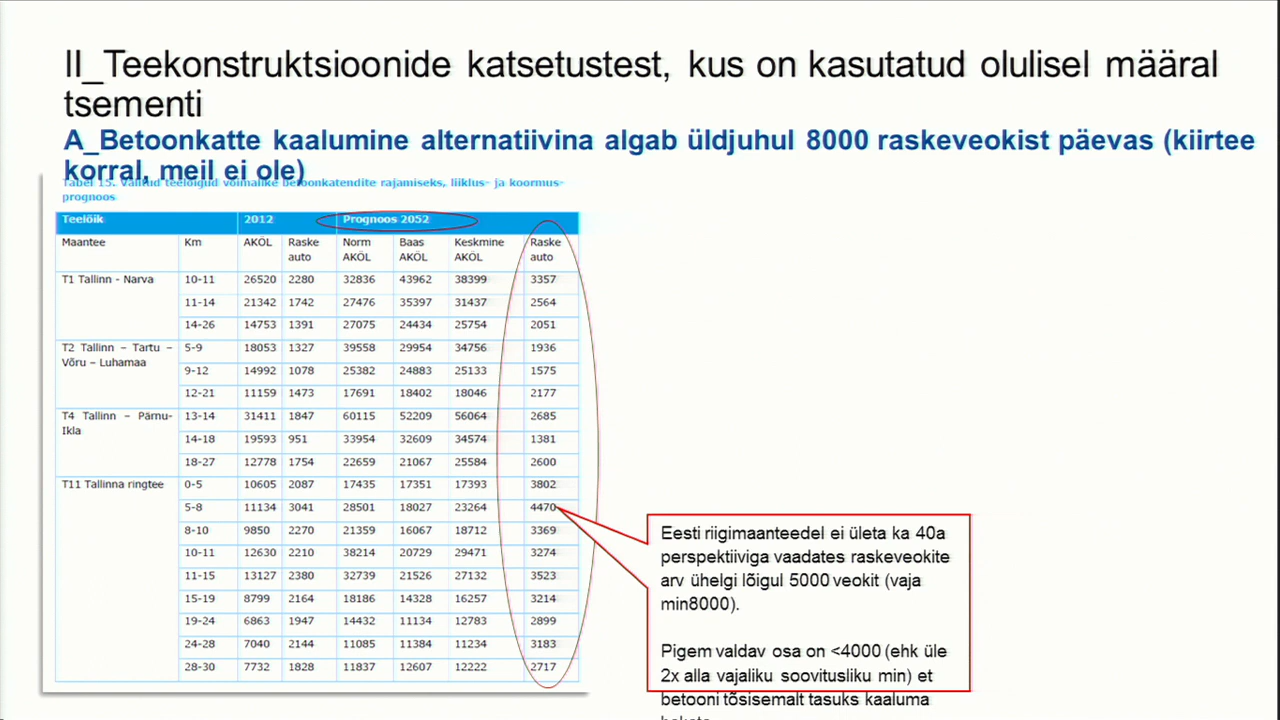 II_Teekonstruktsioonide katsetustest, kus on kasutatud olulisel määral
tsementi
A_Betoonkatte kaalumine alternatiivina algab üldjuhul 8000 raskeveokist päevas (kiirtee
korral, meil ei ole)
Tabel 15. Valitud teelõigud võimalike betoonkatendite rajamiseks, liiklus- ja koormus-
prognoos
Teelõik 2012 Prognoos 2052
Maantee Km AKÖL Raske auto Norm AKÖL Baas AKÖL Keskmine AKÖL Raske auto
T1 Tallinn - Narva 10-11 26520 2280 32836 43962 38399 3357
11-14 21342 1742 27476 35397 31437 2564
14-26 14753 1391 27075 24434 25754 2051
T2 Tallinn – Tartu – Võru – Luhamaa 5-9 18053 1327 39558 29954 34756 1936
9-12 14992 1078 25382 24883 25133 1575
12-21 11159 1473 17691 18402 18046 2177
T4 Tallinn – Pärnu- Ikla 13-14 31411 1847 60115 52209 56064 2685
14-18 19593 951 33954 32609 34574 1381
18-27 12778 1754 22659 21067 25584 2600
T11 Tallinna ringtee 0-5 10605 2087 17435 17351 17393 3802
5-8 11134 3041 28501 18027 23264 4470
8-10 9850 2270 21359 16067 18712 3369
10-11 12630 2210 38214 20729 29471 3274
11-15 13127 2380 32739 21526 27132 3523
15-19 8799 2164 18186 14328 16257 3214
19-24 6863 1947 14432 11134 12783 2899
24-28 7040 2144 11085 11384 11234 3183
28-30 7732 1828 11837 12607 12222 2717
Eesti riigimaanteedel ei ületa ka 40a
perspektiiviga vaadates raskeveokite
arv ühelgi lõigul 5000 veokit (vaja
min8000).
Pigem valdav osa on <4000 (ehk üle
2x alla vajaliku soovitusliku min) et
betooni tõsisemalt tasuks kaaluma